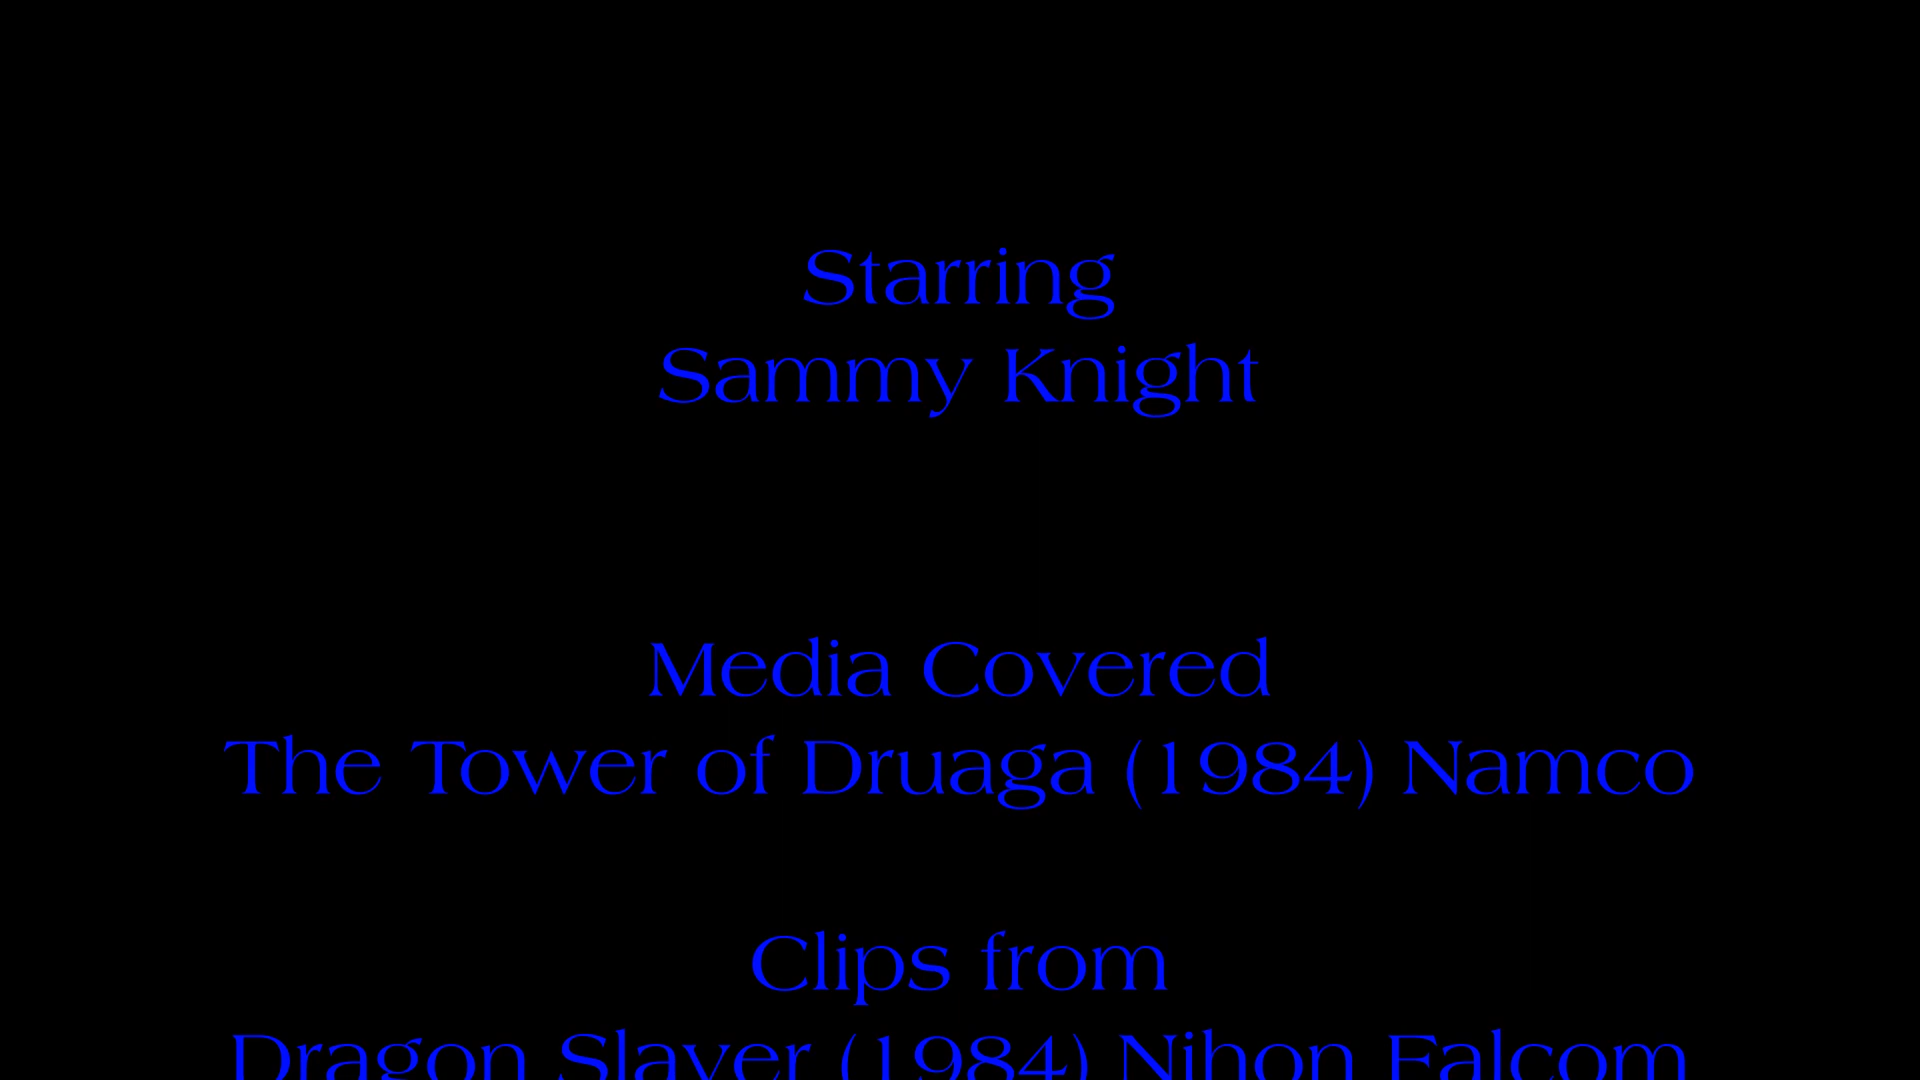 Starring
Sammy Knight
Media Covered
The Tower of Druaga (1984) Namco
Clips from
Dragon Slayer (1984) Nihon Falcom